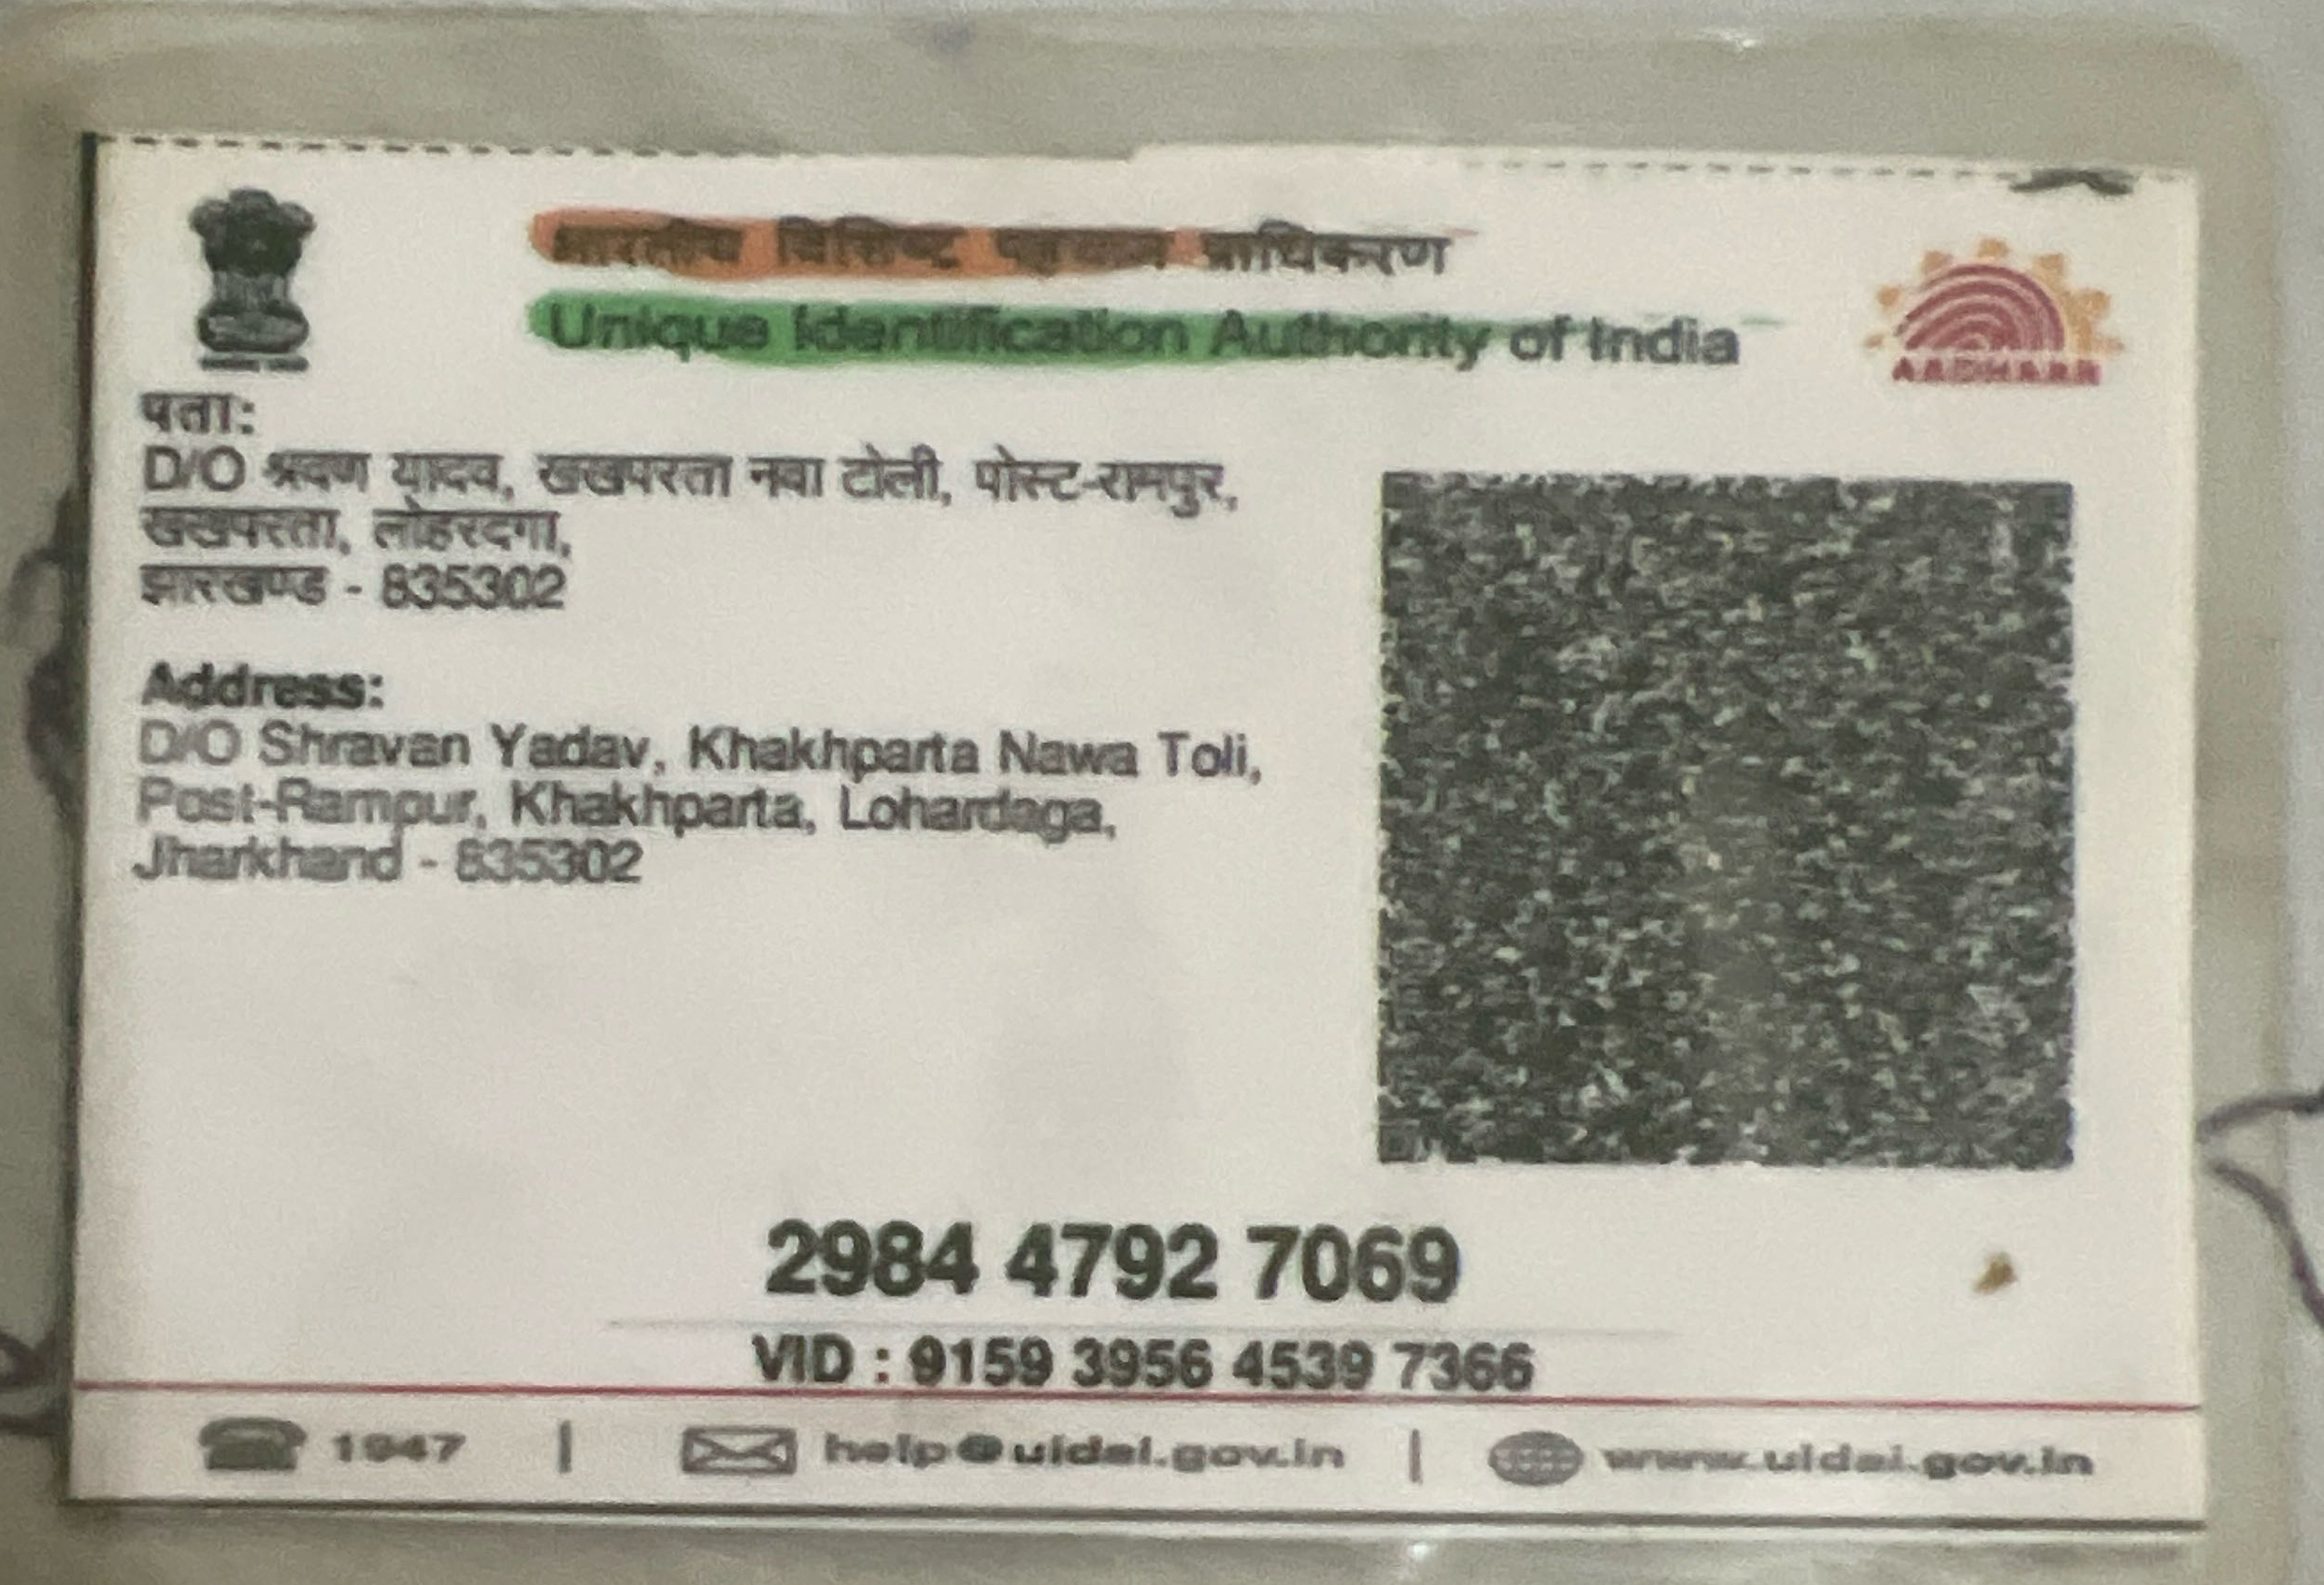 भारतीय विशिष्ट पहचान प्राधिकरण
Unique Identification Authority of India
AADHAAR
पता:
D/O श्रवण यादव, खखपरता नवा टोली, पोस्ट-रामपुर,
खखपरता, लोहरदगा,
झारखण्ड - 835302
Address:
D/O Shravan Yadav, Khakhparta Nawa Toli,
Post-Rampur, Khakhparta, Lohardaga,
Jharkhand - 835302
2984 4792 7069
VID : 9159 3956 4539 7366
1947 | help@uidai.gov.in | www.uidai.gov.in